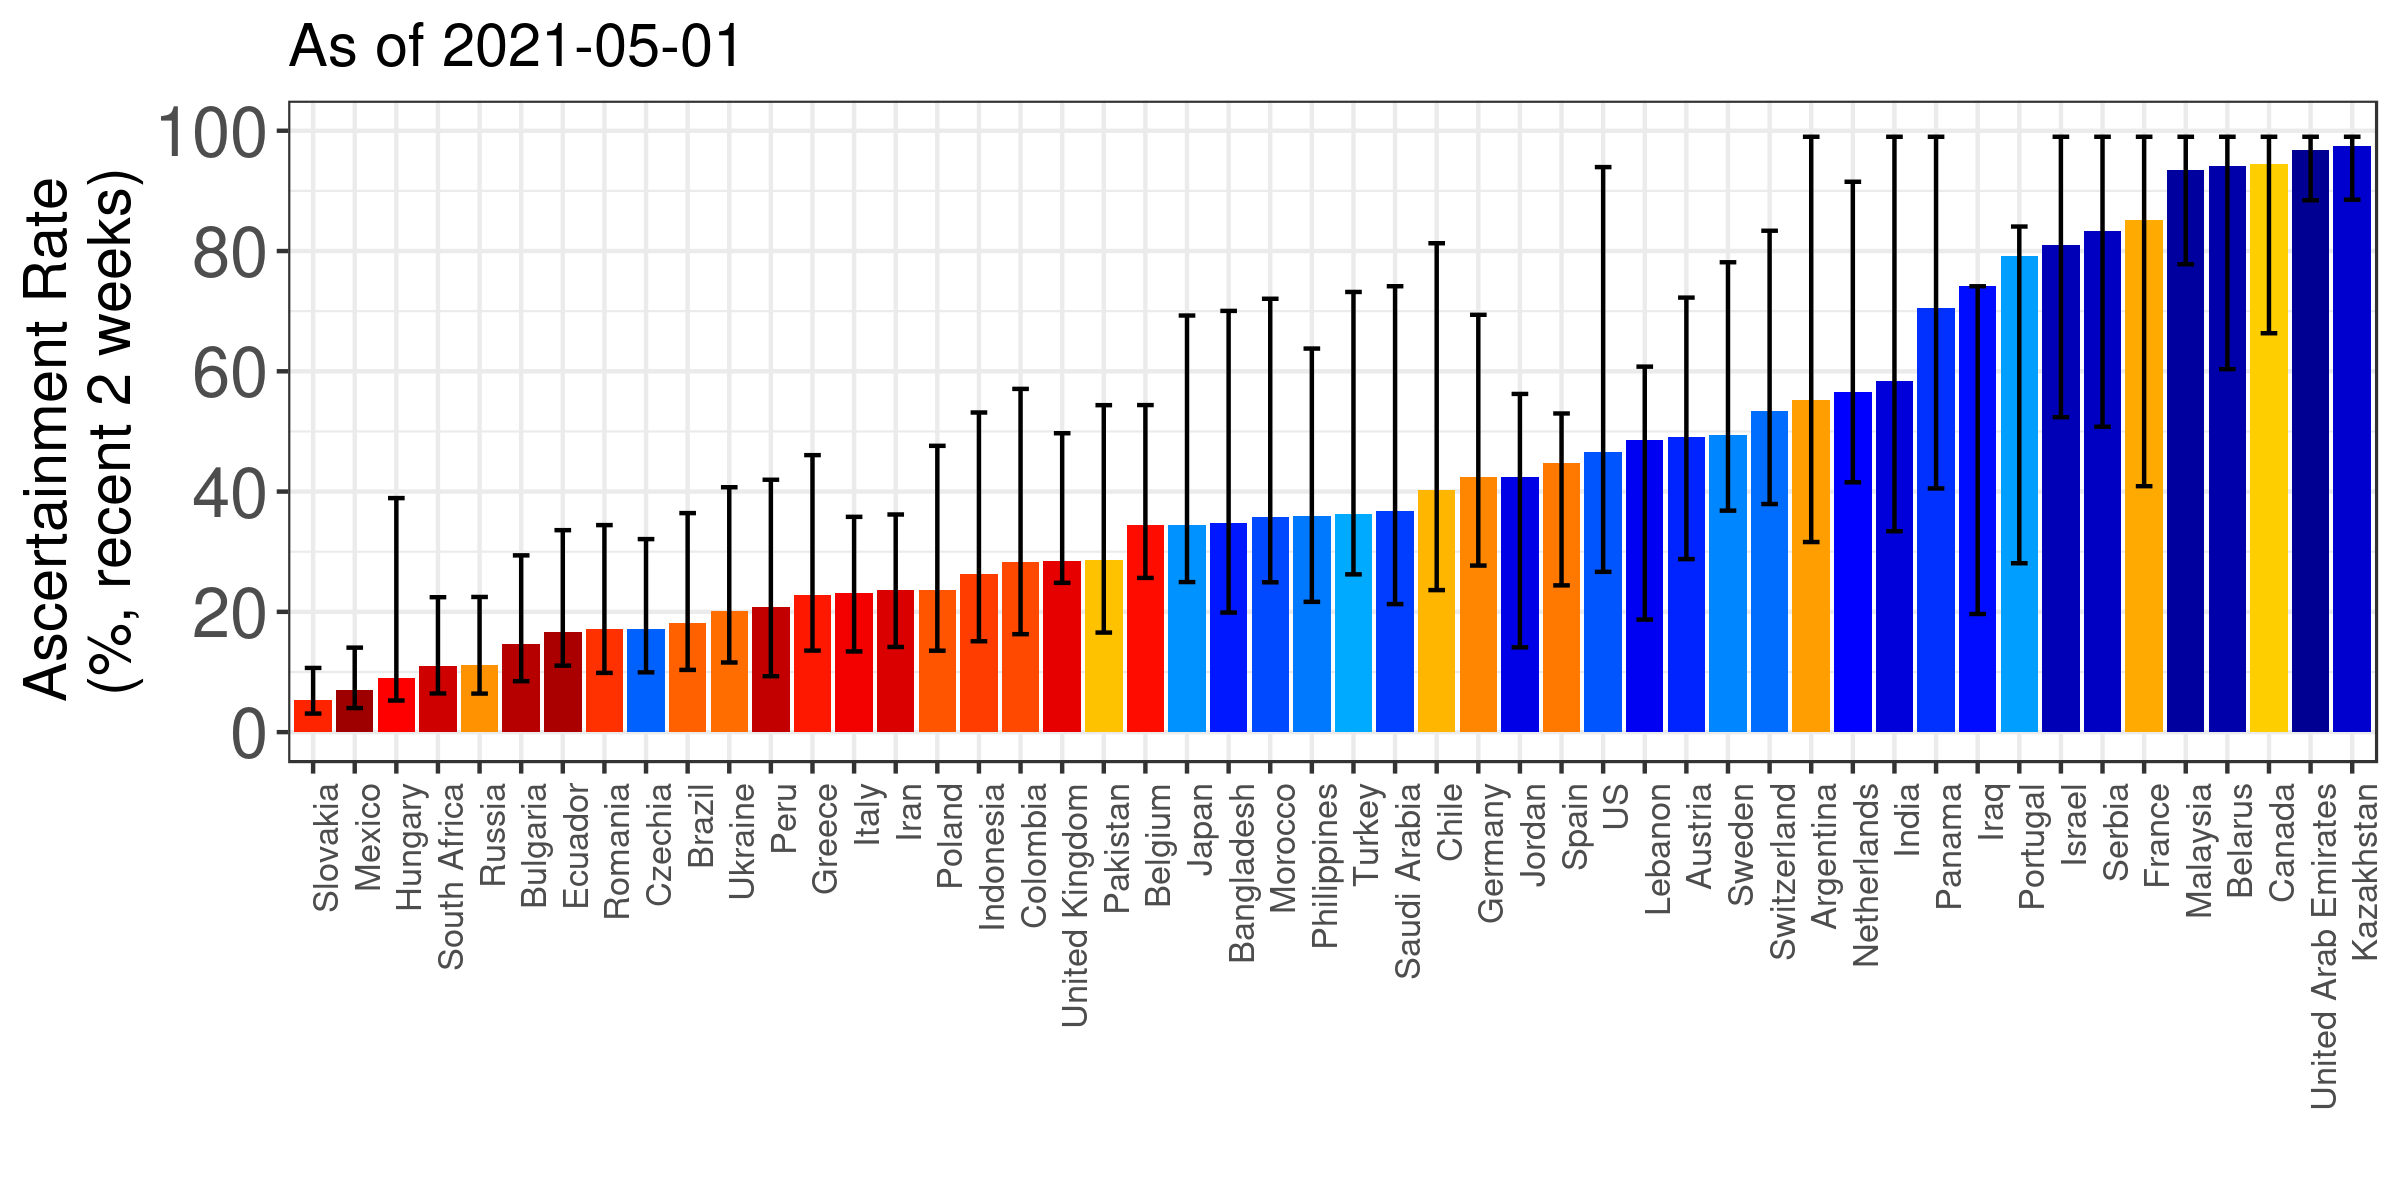 As of 2021-05-01
Ascertainment Rate
(%, recent 2 weeks)
100
80
60
40
20
0
Slovakia
Mexico
Hungary
South Africa
Russia
Bulgaria
Ecuador
Romania
Czechia
Brazil
Ukraine
Peru
Greece
Italy
Iran
Poland
Indonesia
Colombia
United Kingdom
Pakistan
Belgium
Japan
Bangladesh
Morocco
Philippines
Turkey
Saudi Arabia
Chile
Germany
Jordan
Spain
US
Lebanon
Austria
Sweden
Switzerland
Argentina
Netherlands
India
Panama
Iraq
Portugal
Israel
Serbia
France
Malaysia
Belarus
Canada
United Arab Emirates
Kazakhstan